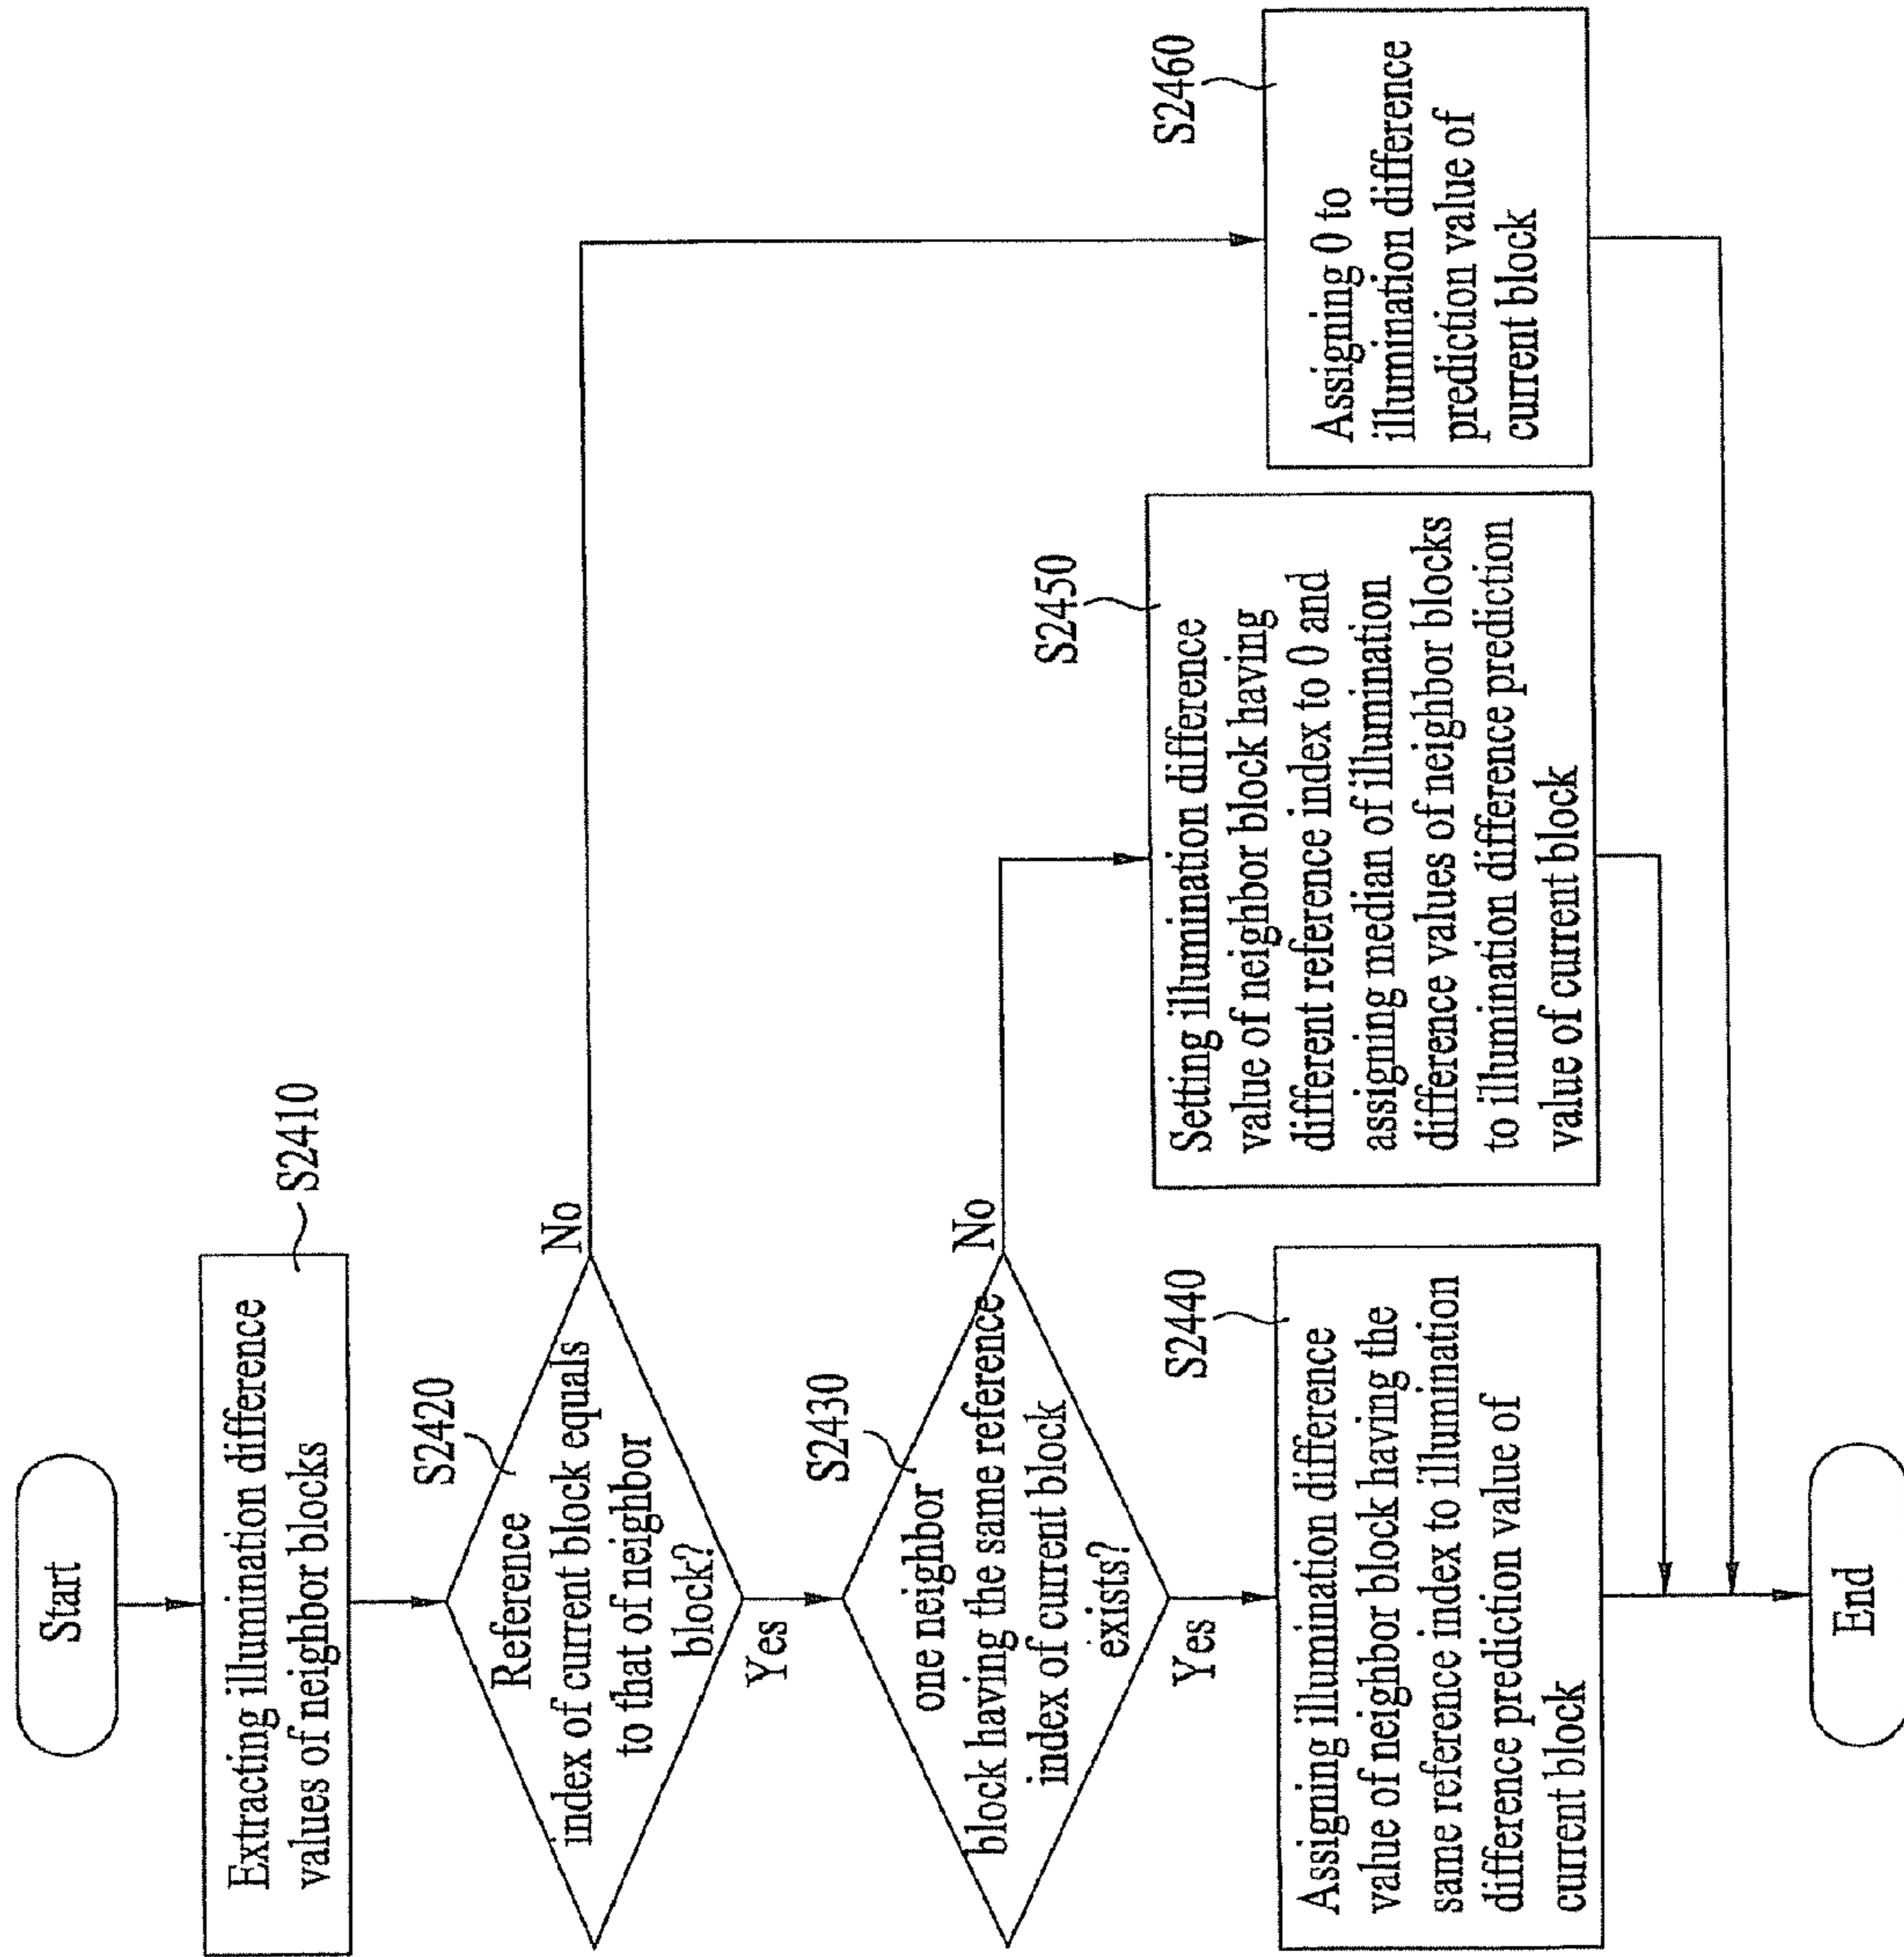 Start
Extracting illumination difference
values of neighbor blocks
S2410
Reference
index of current block equals
to that of neighbor
block?
S2420
No
Yes
one neighbor
block having the same reference
index of current block
exists?
S2430
No
Yes
Assigning illumination difference
value of neighbor block having the
same reference index to illumination
difference prediction value of
current block
S2440
Setting illumination difference
value of neighbor block having
different reference index to 0 and
assigning median of illumination
difference values of neighbor blocks
to illumination difference prediction
value of current block
S2450
Assigning 0 to
illumination difference
prediction value of
current block
S2460
End